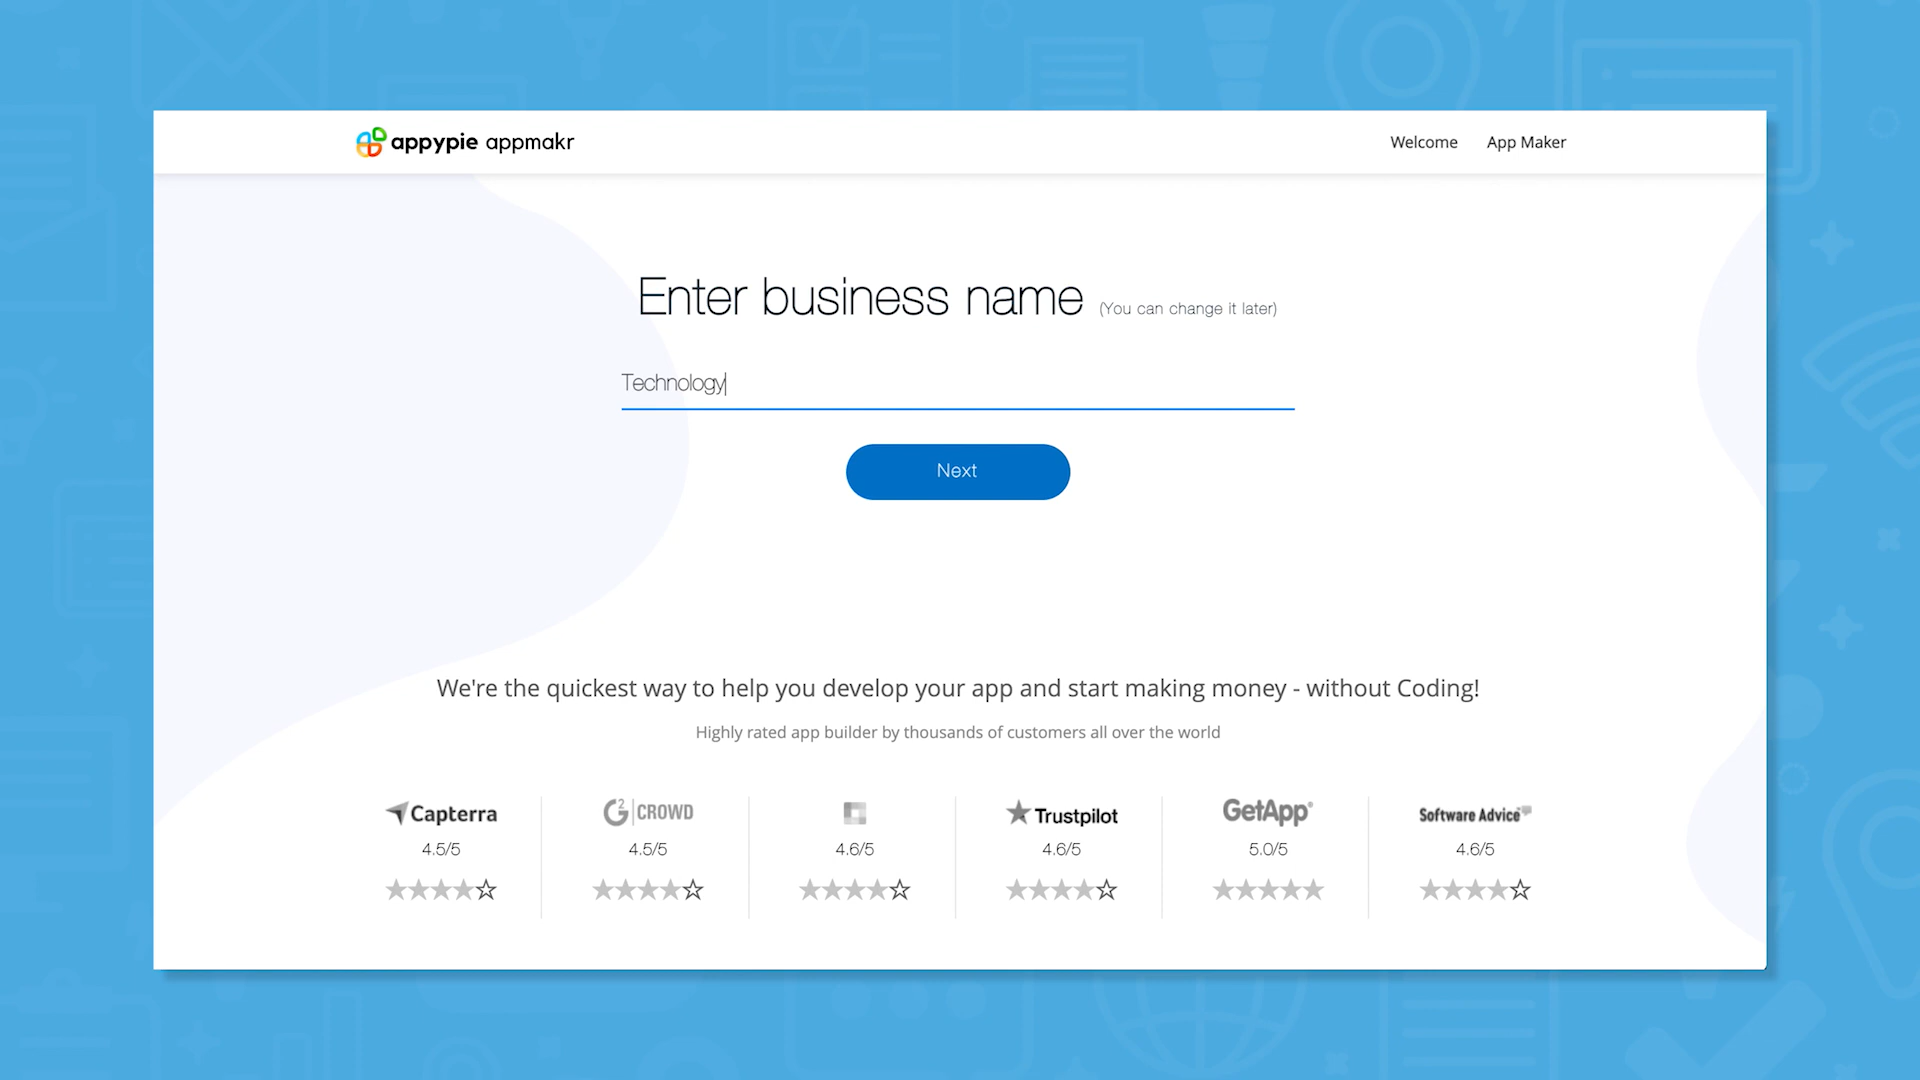 appypie appmakr
Welcome
App Maker
Enter business name (You can change it later)
Technology
Next
We're the quickest way to help you develop your app and start making money - without Coding!
Highly rated app builder by thousands of customers all over the world
Capterra
4.5/5
G2 CROWD
4.5/5
4.6/5
Trustpilot
4.6/5
GetApp
5.0/5
Software Advice
4.6/5